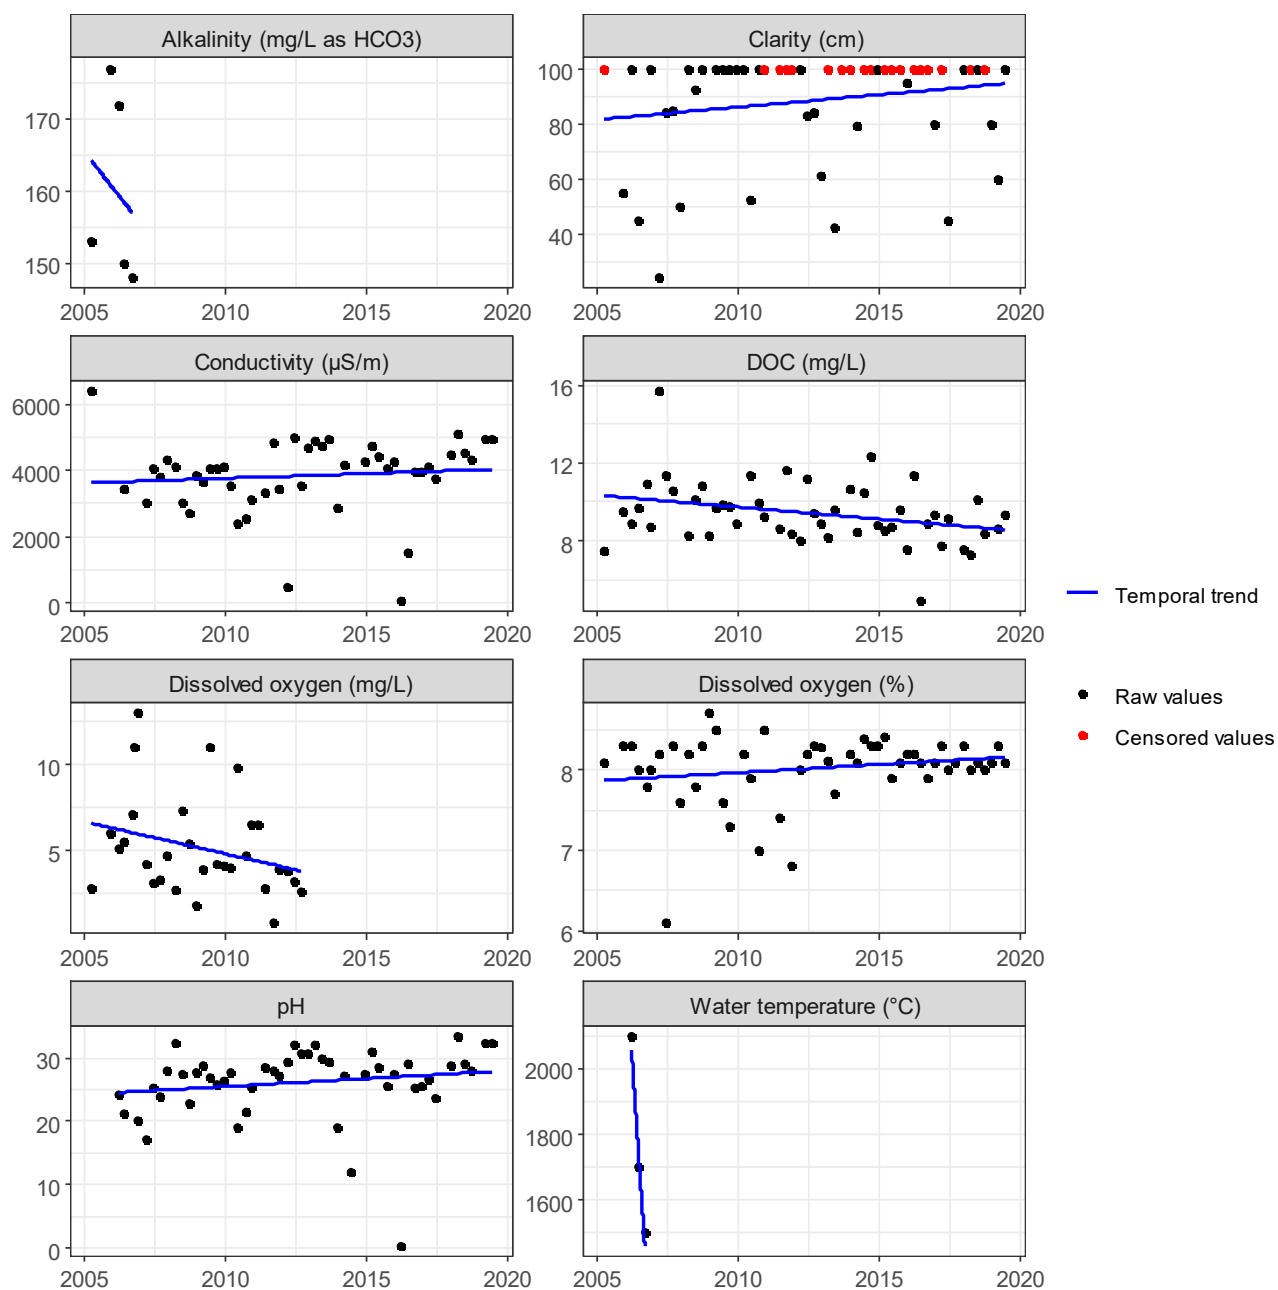 Alkalinity (mg/L as HCO3)
170
160
150
2005 2010 2015 2020
Clarity (cm)
100
80
60
40
2005 2010 2015 2020
Conductivity (µS/m)
6000
4000
2000
0
2005 2010 2015 2020
DOC (mg/L)
16
12
8
2005 2010 2015 2020
Dissolved oxygen (mg/L)
10
5
2005 2010 2015 2020
Dissolved oxygen (%)
8
7
6
2005 2010 2015 2020
pH
30
20
10
0
2005 2010 2015 2020
Water temperature (°C)
2000
1800
1600
2005 2010 2015 2020
Temporal trend
Raw values
Censored values